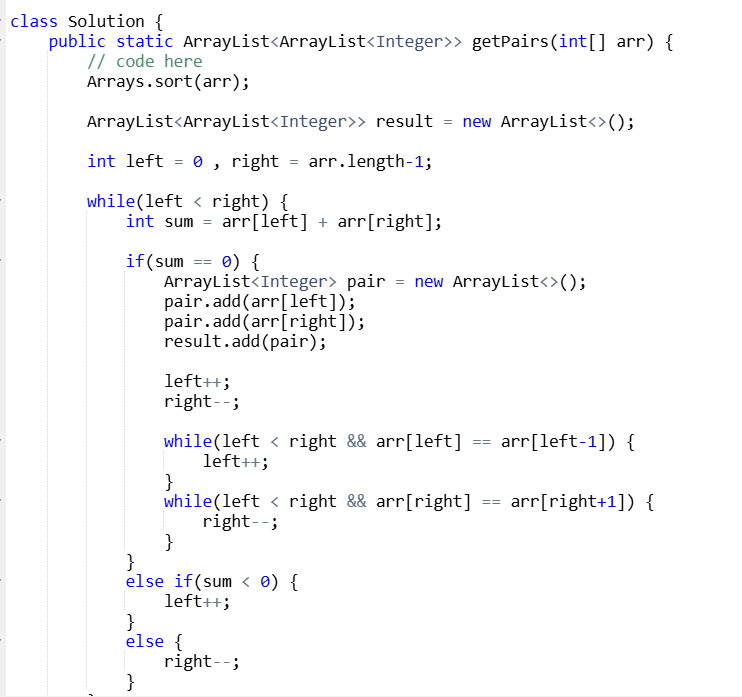 class Solution {
    public static ArrayList<ArrayList<Integer>> getPairs(int[] arr) {
        // code here
        Arrays.sort(arr);

        ArrayList<ArrayList<Integer>> result = new ArrayList<>();

        int left = 0 , right = arr.length-1;

        while(left < right) {
            int sum = arr[left] + arr[right];

            if(sum == 0) {
                ArrayList<Integer> pair = new ArrayList<>();
                pair.add(arr[left]);
                pair.add(arr[right]);
                result.add(pair);

                left++;
                right--;

                while(left < right && arr[left] == arr[left-1]) {
                    left++;
                }
                while(left < right && arr[right] == arr[right+1]) {
                    right--;
                }
            }
            else if(sum < 0) {
                left++;
            }
            else {
                right--;
            }